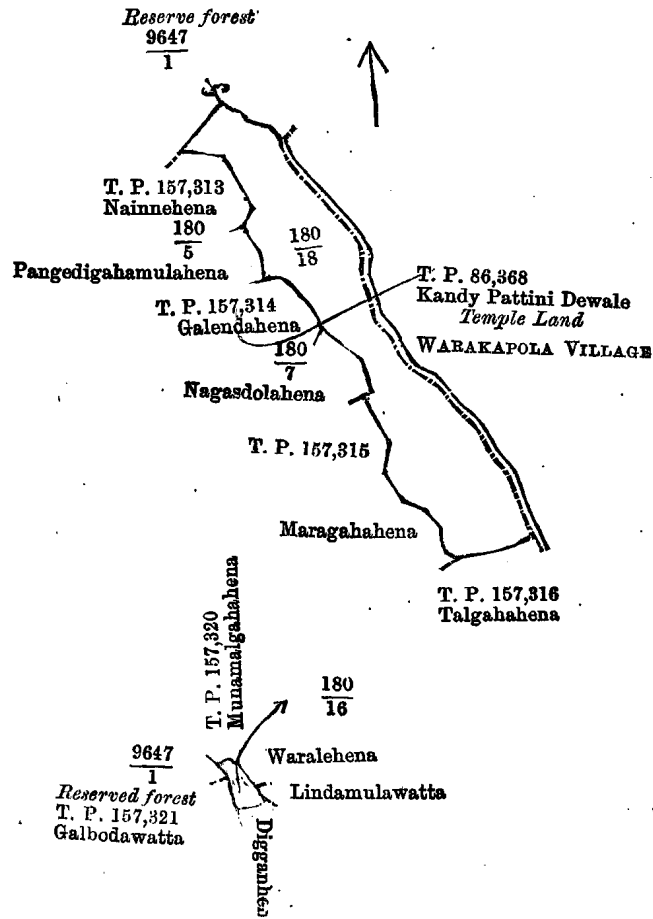 Reserve forest
9647
1
T. P. 157,313
Nainnehena
180
5
180
18
Pangedigahamulahena
T. P. 86,368
Kandy Pattini Dewale
Temple Land
WARAKAPOLA VILLAGE
T. P. 157,314
Galendahena
180
7
Nagasdolahena
T. P. 157,315
Maragahahena
T. P. 157,316
Talgahahena
T. P. 157,320
Munamalgahahena
180
16
9647
1
Reserved forest
T. P. 157,321
Galbodawatta
Waralehena
Lindamulawatta
Digganhena